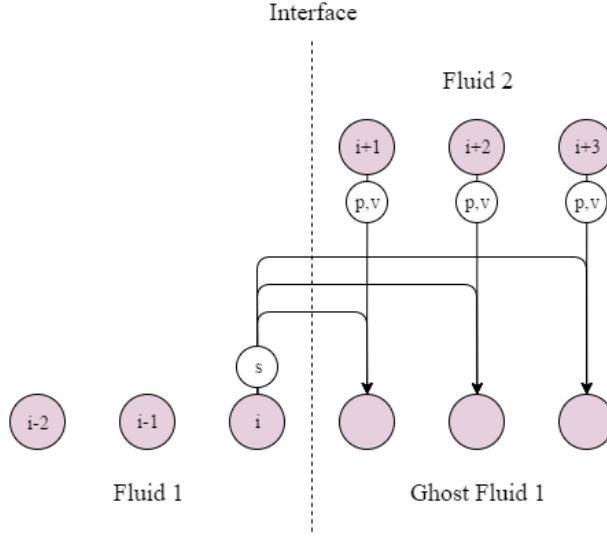 Interface
Fluid 2
i+1 i+2 i+3
p,v p,v p,v
s
i-2 i-1 i
Fluid 1 Ghost Fluid 1